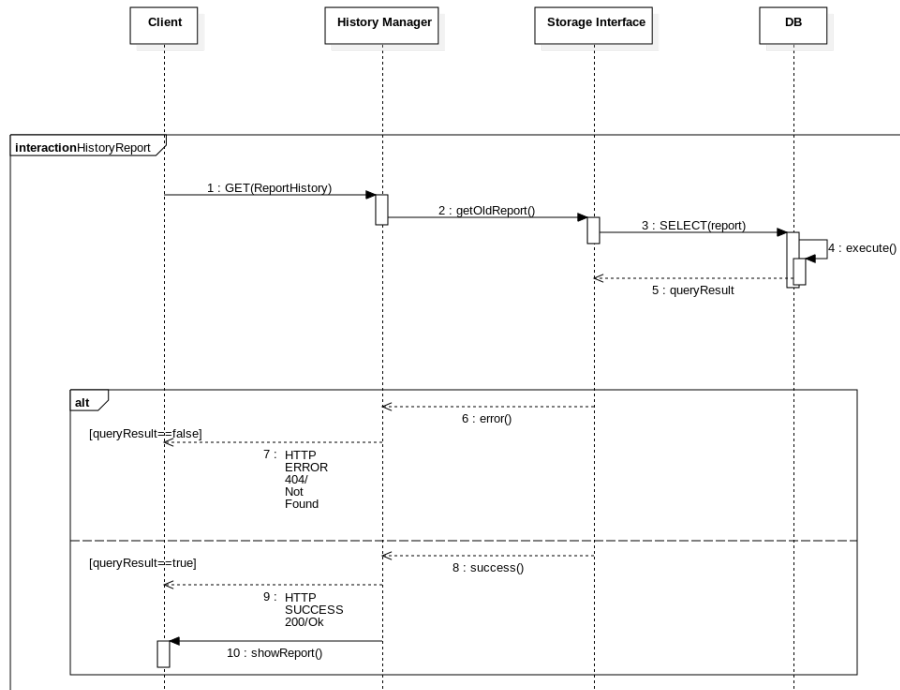 Client
History Manager
Storage Interface
DB
interactionHistoryReport
1 : GET(ReportHistory)
2 : getOldReport()
3 : SELECT(report)
4 : execute()
5 : queryResult
alt
6 : error()
[queryResult==false]
7 : HTTP
ERROR
404/
Not
Found
[queryResult==true]
8 : success()
9 : HTTP
SUCCESS
200/Ok
10 : showReport()